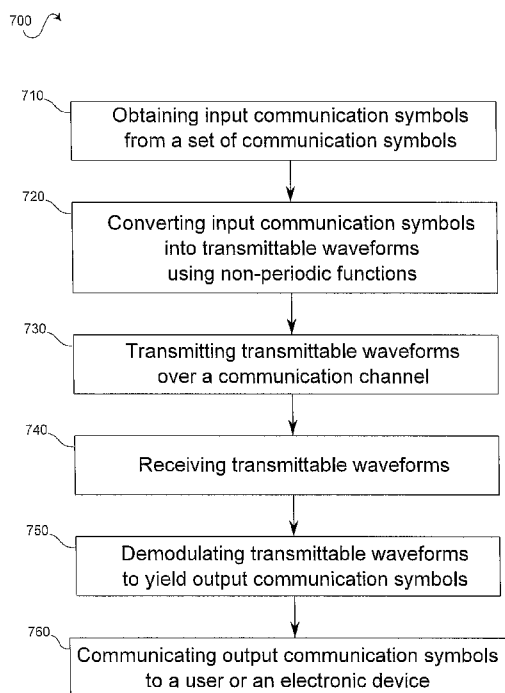 700
710
Obtaining input communication symbols
from a set of communication symbols
720
Converting input communication symbols
into transmittable waveforms
using non-periodic functions
730
Transmitting transmittable waveforms
over a communication channel
740
Receiving transmittable waveforms
750
Demodulating transmittable waveforms
to yield output communication symbols
760
Communicating output communication symbols
to a user or an electronic device